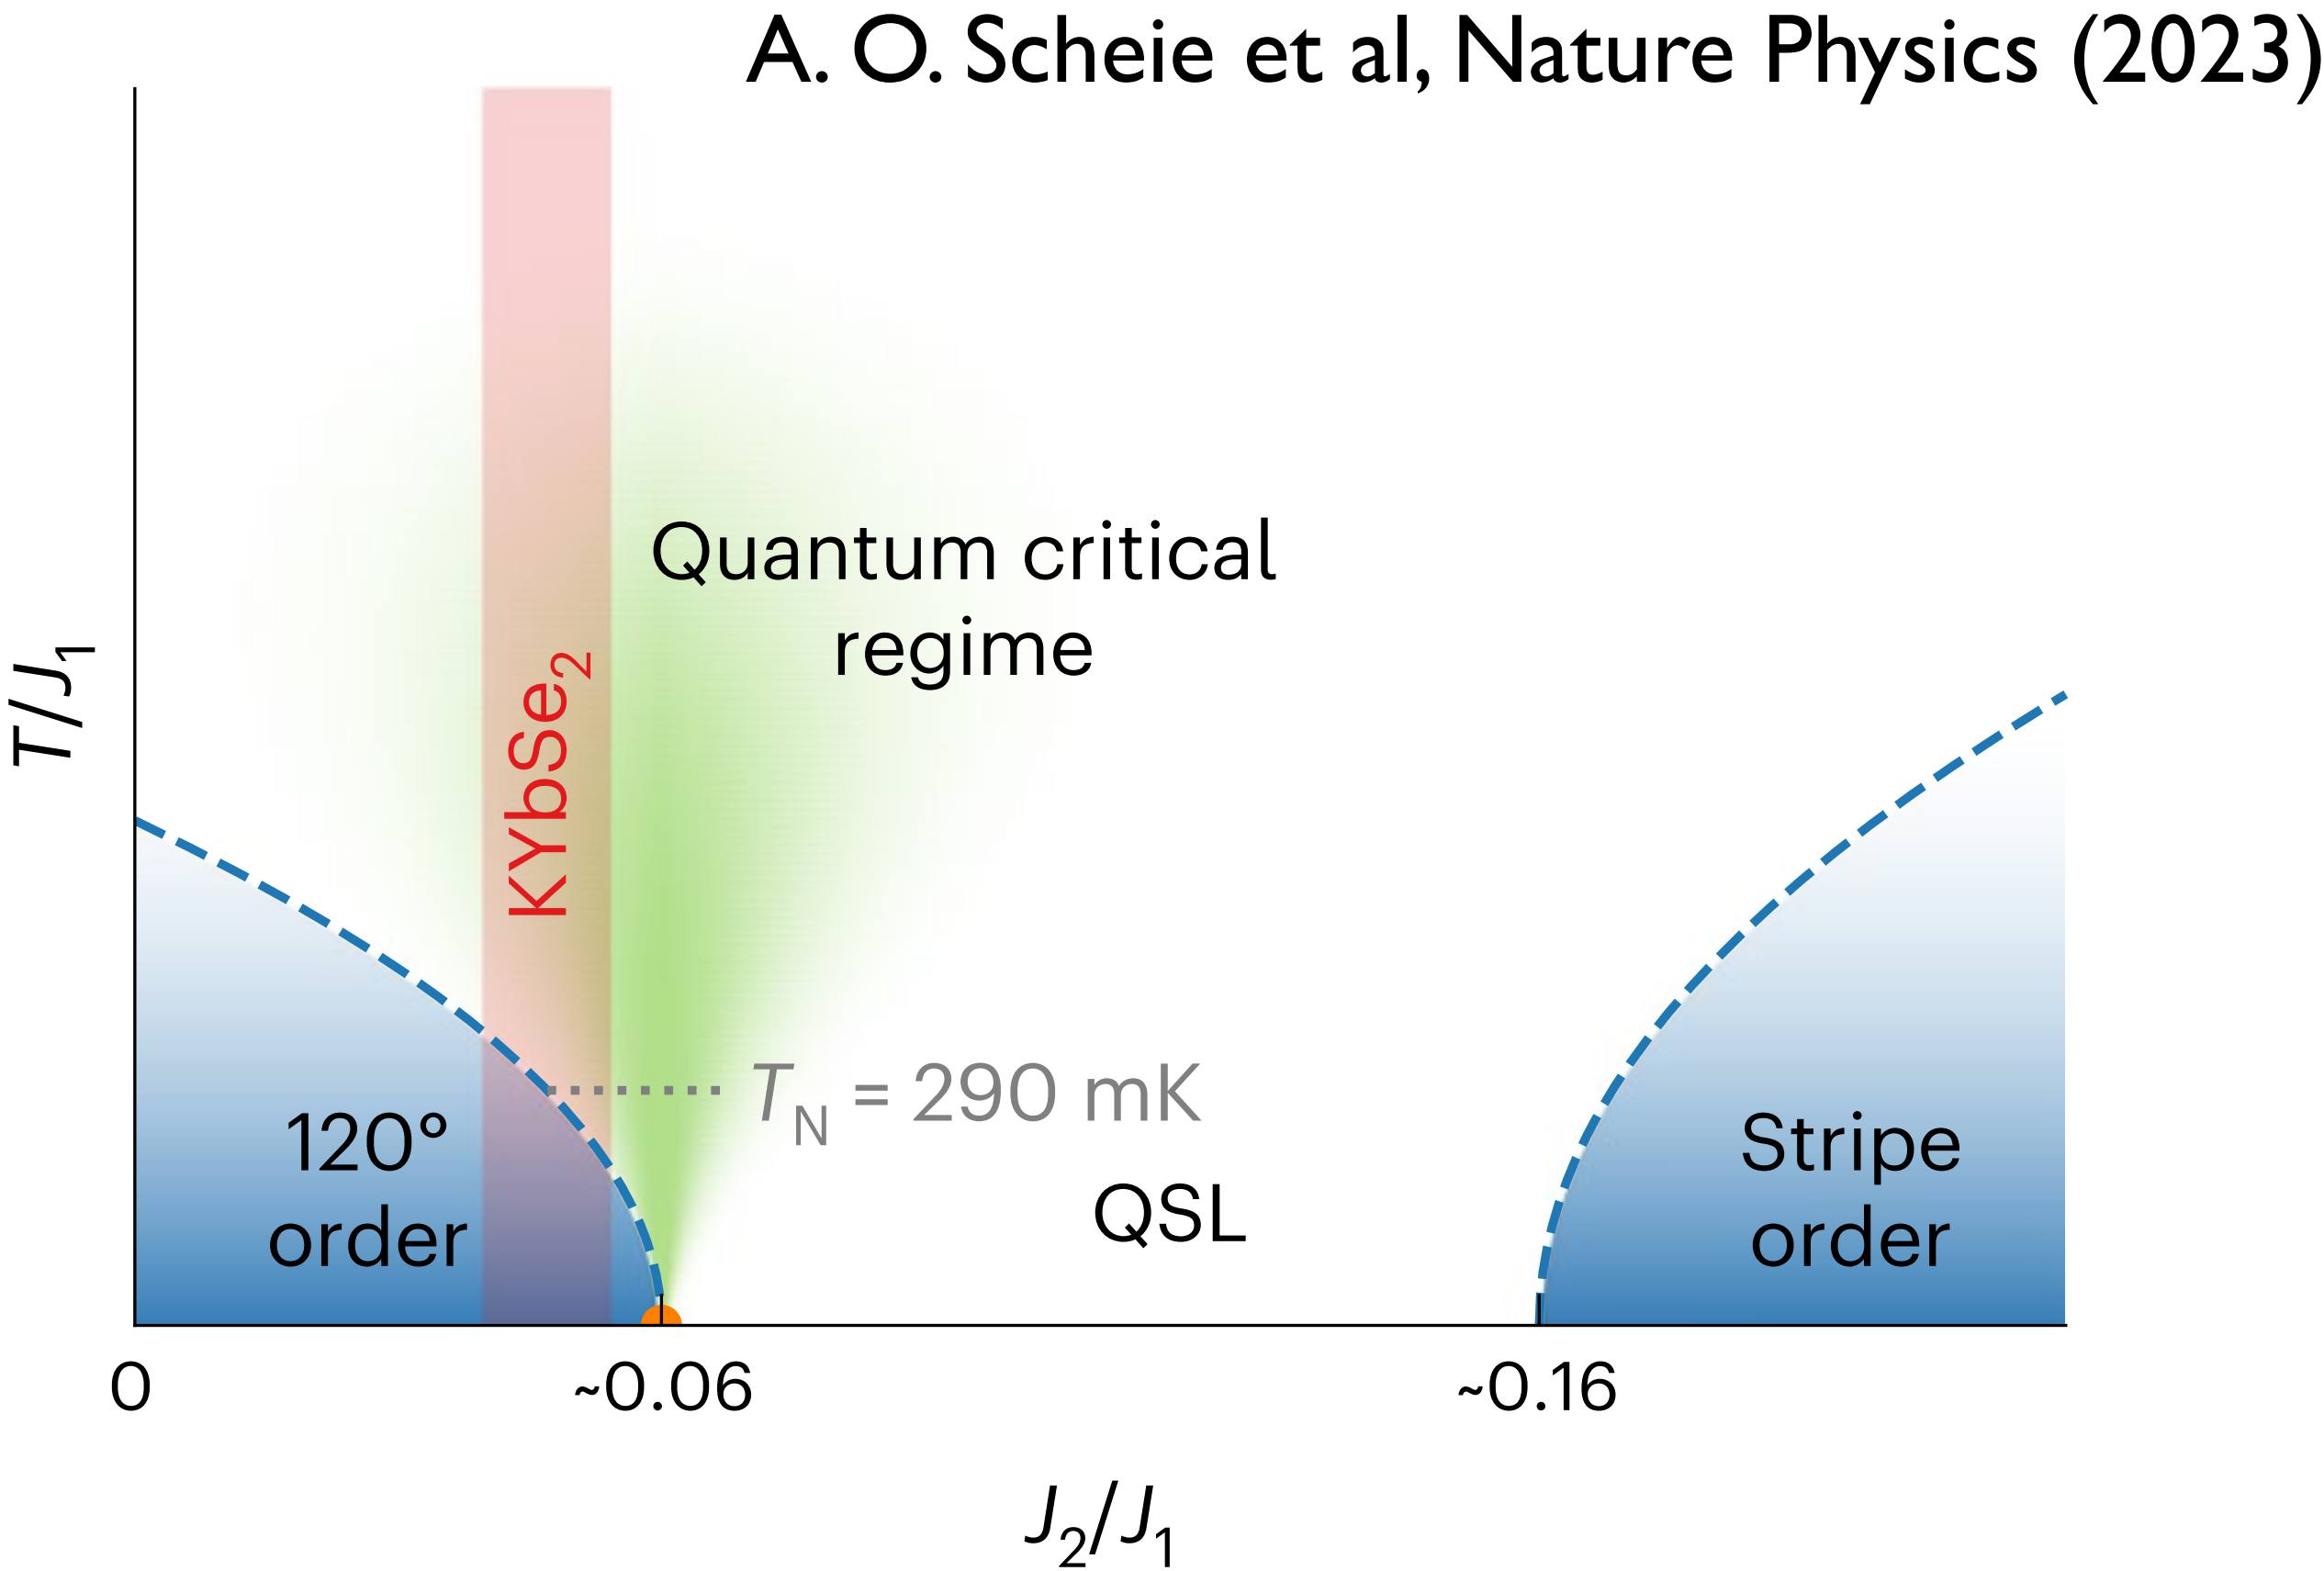 A. O. Scheie et al, Nature Physics (2023)
Quantum critical
regime
T/J₁
KYbSe₂
T_N = 290 mK
120°
order
QSL
Stripe
order
0
~0.06
~0.16
J₂/J₁